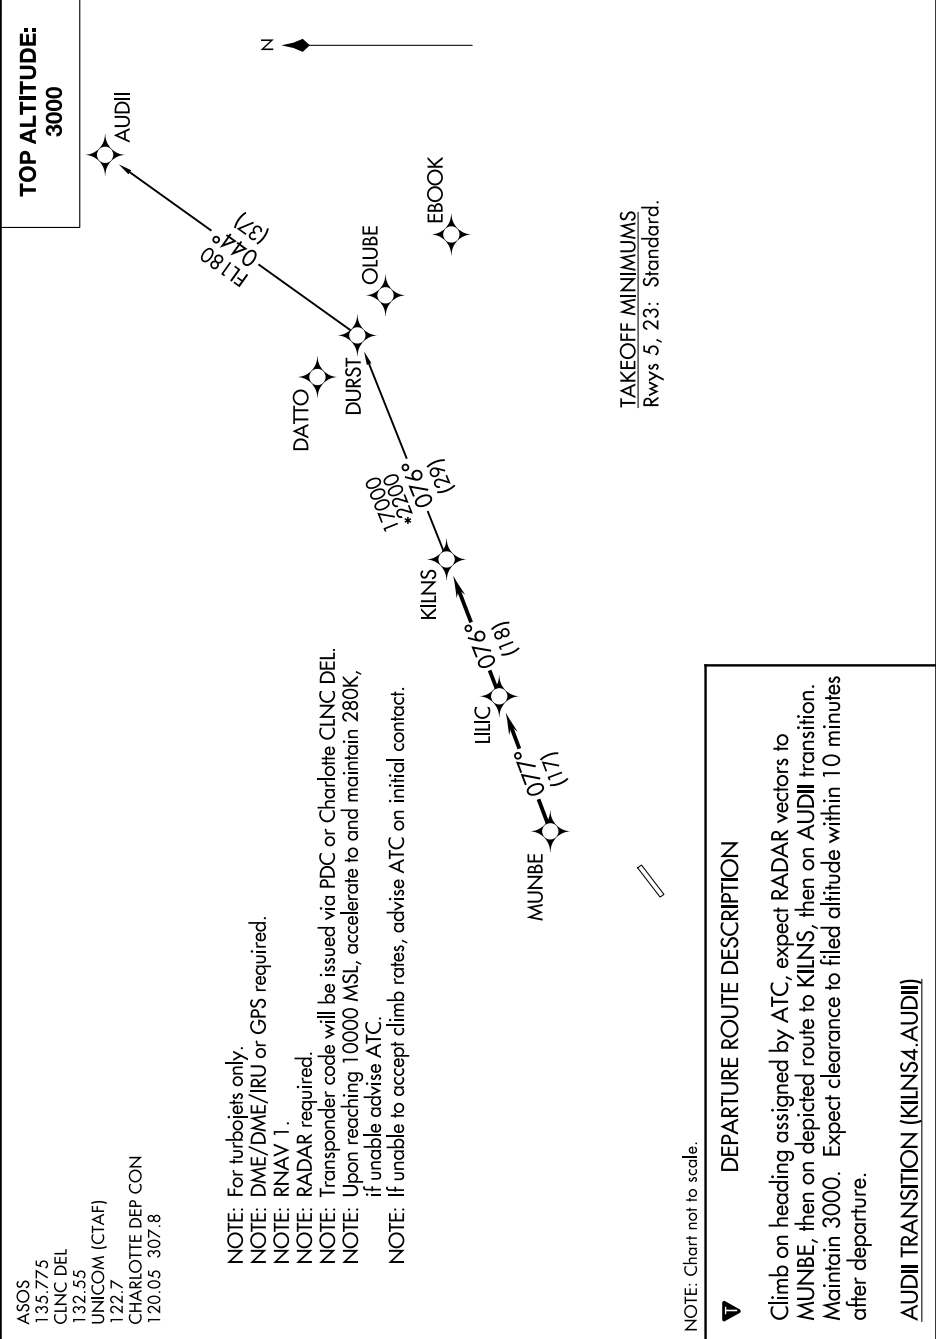 ASOS
135.775
CLNC DEL
132.55
UNICOM (CTAF)
122.7
CHARLOTTE DEP CON
120.05 307.8
TOP ALTITUDE:
3000
N
AUDII
FL180
044°
(37)
OLUBE
EBOOK
DURST
DATTO
17000
*2200
076°
(29)
KILNS
076°
(18)
LILIC
077°
(17)
MUNBE
NOTE: For turbojets only.
NOTE: DME/DME/IRU or GPS required.
NOTE: RNAV 1.
NOTE: RADAR required.
NOTE: Transponder code will be issued via PDC or Charlotte CLNC DEL.
NOTE: Upon reaching 10000 MSL, accelerate to and maintain 280K,
if unable advise ATC.
NOTE: If unable to accept climb rates, advise ATC on initial contact.
TAKEOFF MINIMUMS
Rwys 5, 23: Standard.
NOTE: Chart not to scale.
T
DEPARTURE ROUTE DESCRIPTION
Climb on heading assigned by ATC, expect RADAR vectors to
MUNBE, then on depicted route to KILNS, then on AUDII transition.
Maintain 3000. Expect clearance to filed altitude within 10 minutes
after departure.
AUDII TRANSITION (KILNS4.AUDII)